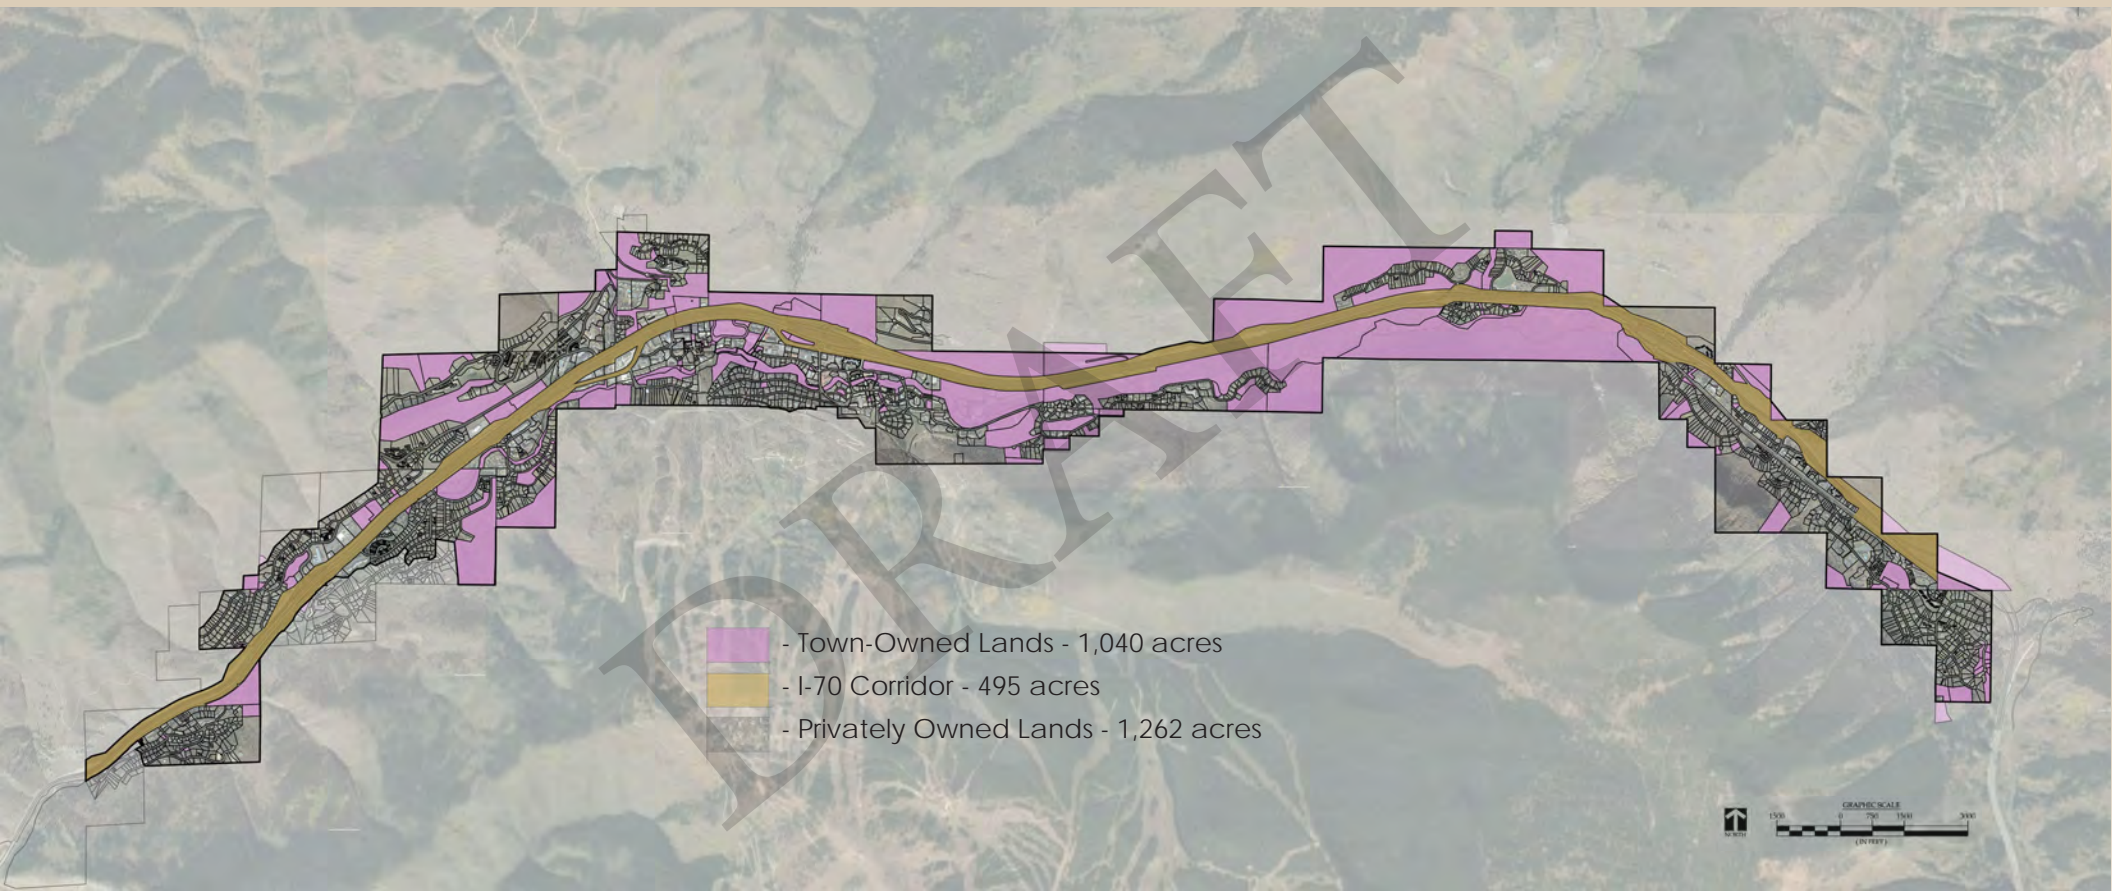 DRAFT
- Town-Owned Lands - 1,040 acres
- I-70 Corridor - 495 acres
- Privately Owned Lands - 1,262 acres
NORTH
GRAPHIC SCALE
1500 0 750 1500 3000
( IN FEET )